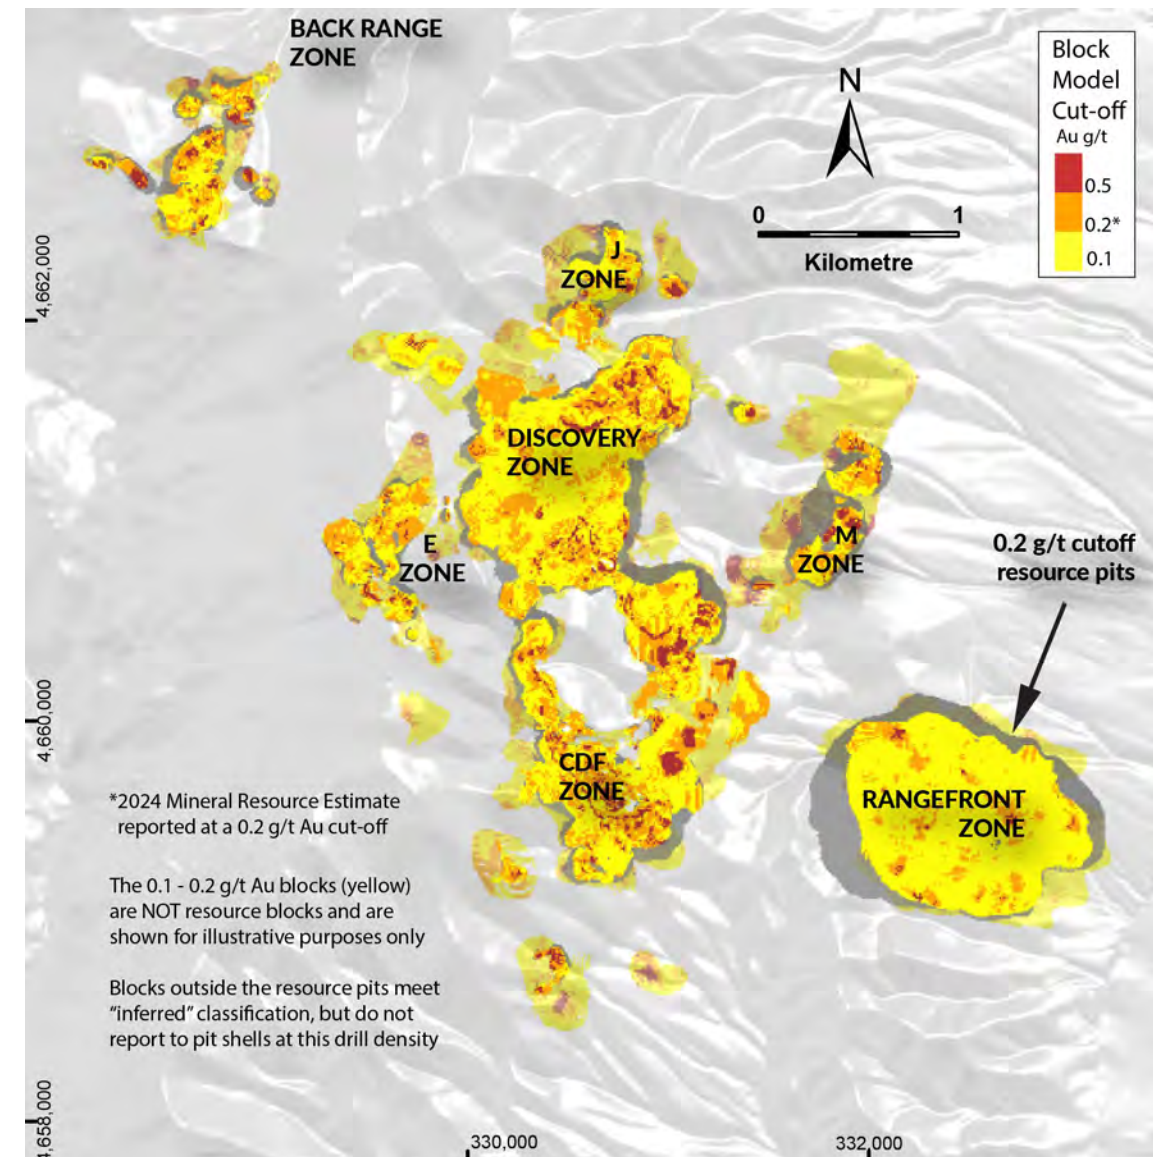 BACK RANGE
ZONE
N
0 1
Kilometre
Block
Model
Cut-off
Au g/t
0.5
0.2*
0.1
4,662,000
J
ZONE
DISCOVERY
ZONE
E
ZONE
M
ZONE
0.2 g/t cutoff
resource pits
4,660,000
CDF
ZONE
RANGEFRONT
ZONE
*2024 Mineral Resource Estimate
reported at a 0.2 g/t Au cut-off
The 0.1 - 0.2 g/t Au blocks (yellow)
are NOT resource blocks and are
shown for illustrative purposes only
Blocks outside the resource pits meet
“inferred” classification, but do not
report to pit shells at this drill density
4,658,000
330,000
332,000